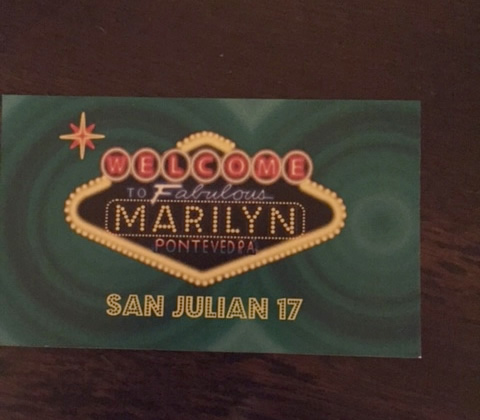 WELCOME
TO Fabulous
MARILYN
PONTEVEDRA
SAN JULIAN 17